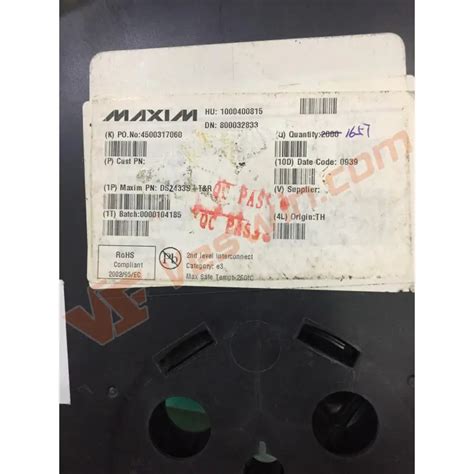 MAXIM
HU: 1000400815
DN: 800032833
(K) PO.No:4500317060
(Q) Quantity:2000 1657
(P) Cust PN:
(10D) Date Code: 0939
(1P) Maxim PN: DS2433S+T&R
(V) Supplier:
QC PASS
(1T) Batch:0000104185
(4L) Origin:TH
QC PASS
RoHS
Compliant
2002/95/EC
Pb
2nd level interconnect
Category: e3
Max Safe Temp: 260C